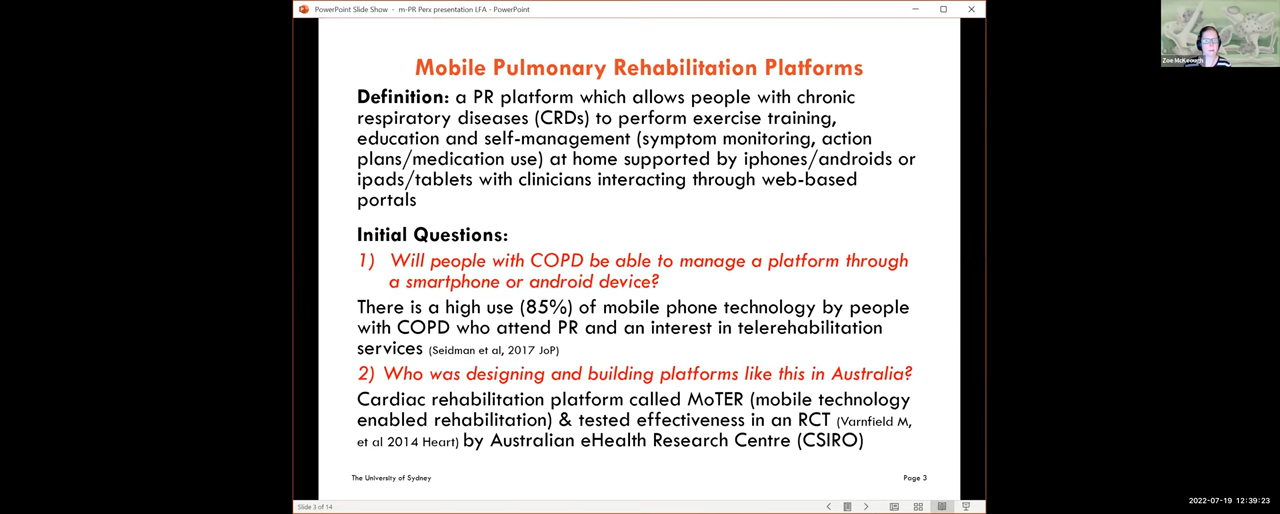 PowerPoint Slide Show - m-PR Perx presentation LFA - PowerPoint
Zoe McKeough
Mobile Pulmonary Rehabilitation Platforms
Definition: a PR platform which allows people with chronic
respiratory diseases (CRDs) to perform exercise training,
education and self-management (symptom monitoring, action
plans/medication use) at home supported by iphones/androids or
ipads/tablets with clinicians interacting through web-based
portals
Initial Questions:
1) Will people with COPD be able to manage a platform through
a smartphone or android device?
There is a high use (85%) of mobile phone technology by people
with COPD who attend PR and an interest in telerehabilitation
services (Seidman et al, 2017 JoP)
2) Who was designing and building platforms like this in Australia?
Cardiac rehabilitation platform called MoTER (mobile technology
enabled rehabilitation) & tested effectiveness in an RCT (Varnfield M,
et al 2014 Heart) by Australian eHealth Research Centre (CSIRO)
The University of Sydney
Page 3
Slide 3 of 14
2022-07-19 12:39:23